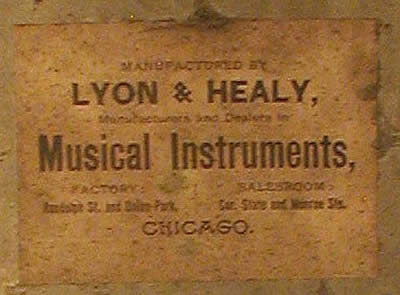 MANUFACTURED BY
LYON & HEALY,
Manufacturers and Dealers in
Musical Instruments,
FACTORY: SALESROOM:
Randolph St. and Union Park, Cor. State and Monroe Sts.
CHICAGO.